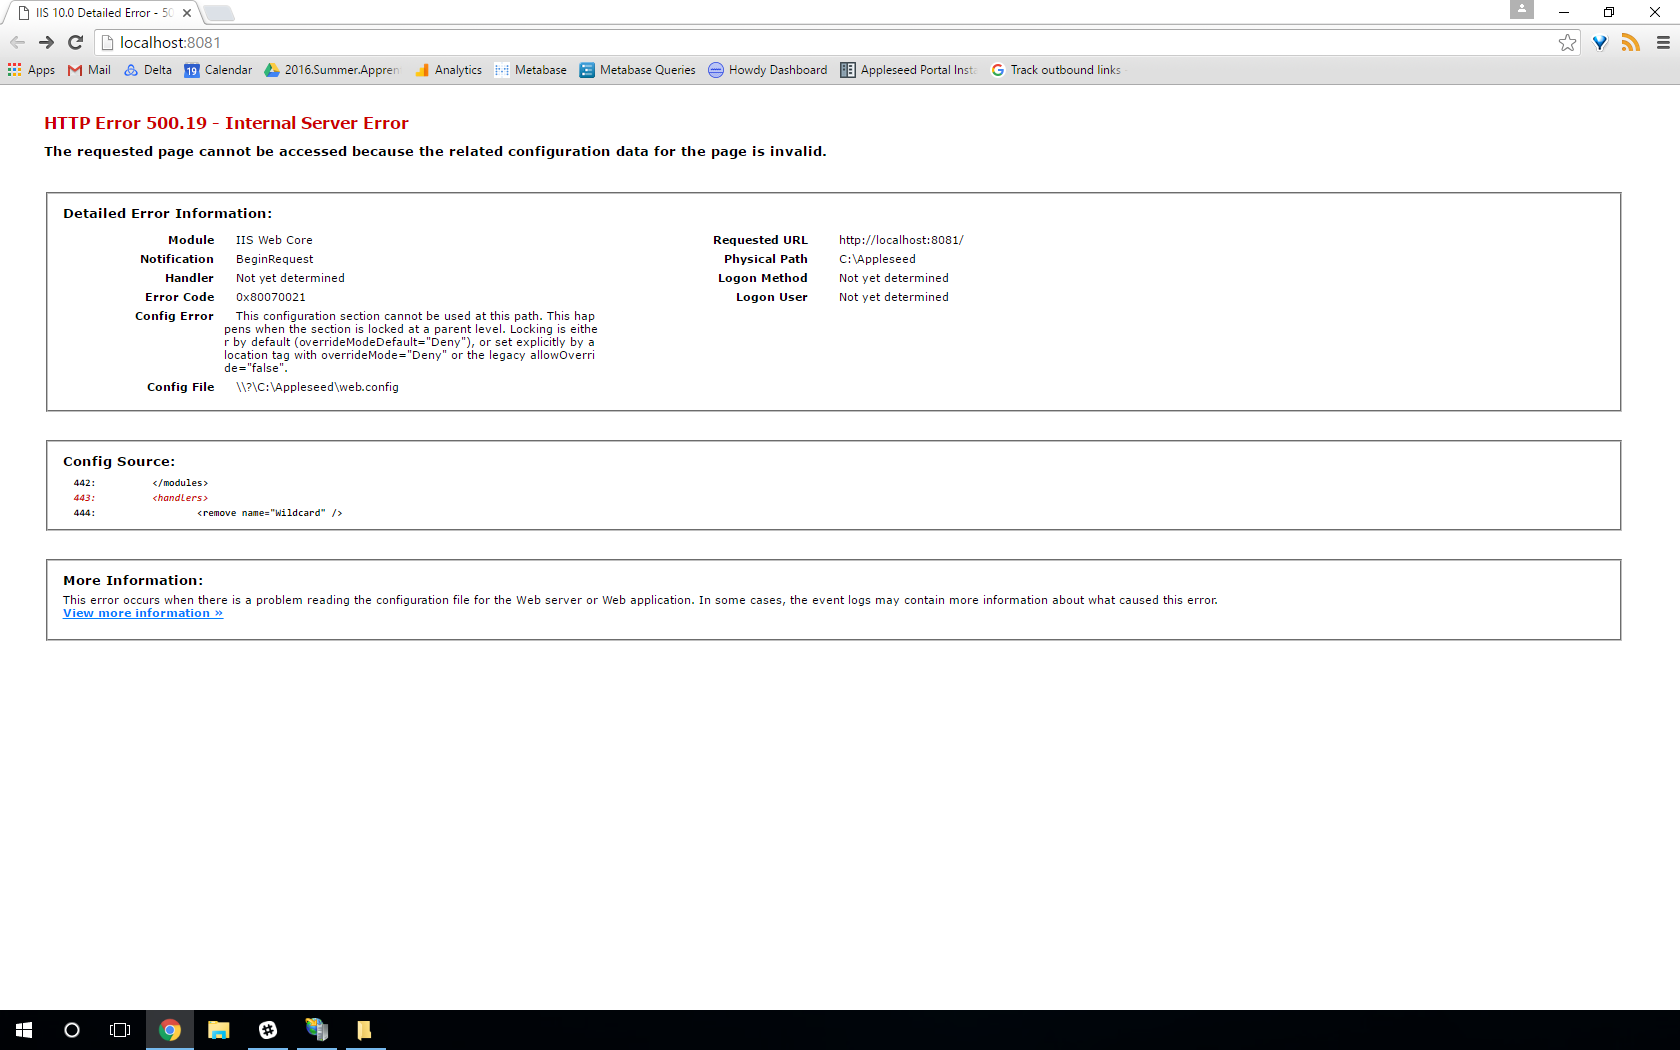 IIS 10.0 Detailed Error - 50
localhost:8081
Apps Mail Delta 19 Calendar 2016.Summer.Appren Analytics Metabase Metabase Queries Howdy Dashboard Appleseed Portal Insta Track outbound links
HTTP Error 500.19 - Internal Server Error
The requested page cannot be accessed because the related configuration data for the page is invalid.
Detailed Error Information:
Module IIS Web Core
Notification BeginRequest
Handler Not yet determined
Error Code 0x80070021
Config Error This configuration section cannot be used at this path. This hap
pens when the section is locked at a parent level. Locking is eithe
r by default (overrideModeDefault="Deny"), or set explicitly by a
location tag with overrideMode="Deny" or the legacy allowOverri
de="false".
Config File \\?\C:\Appleseed\web.config
Requested URL http://localhost:8081/
Physical Path C:\Appleseed
Logon Method Not yet determined
Logon User Not yet determined
Config Source:
442: </modules>
443: <handlers>
444: <remove name="Wildcard" />
More Information:
This error occurs when there is a problem reading the configuration file for the Web server or Web application. In some cases, the event logs may contain more information about what caused this error.
View more information »